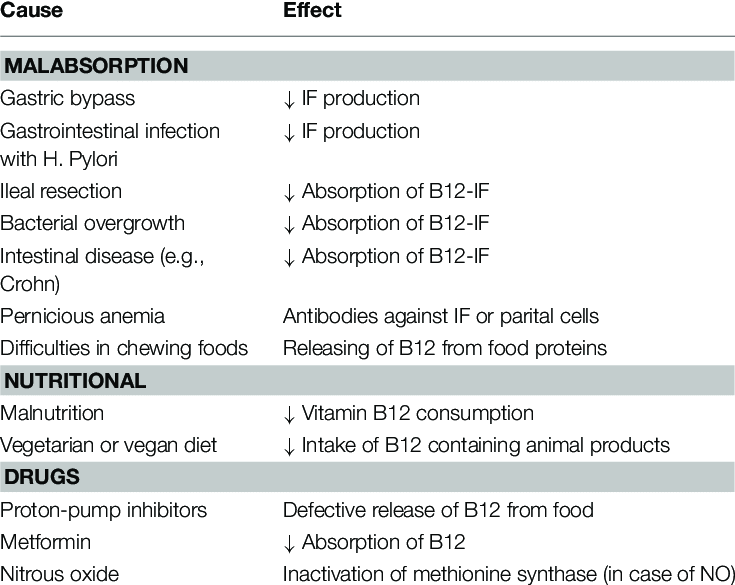 Cause Effect
MALABSORPTION
Gastric bypass ↓ IF production
Gastrointestinal infection ↓ IF production
with H. Pylori
Ileal resection ↓ Absorption of B12-IF
Bacterial overgrowth ↓ Absorption of B12-IF
Intestinal disease (e.g., ↓ Absorption of B12-IF
Crohn)
Pernicious anemia Antibodies against IF or parital cells
Difficulties in chewing foods Releasing of B12 from food proteins
NUTRITIONAL
Malnutrition ↓ Vitamin B12 consumption
Vegetarian or vegan diet ↓ Intake of B12 containing animal products
DRUGS
Proton-pump inhibitors Defective release of B12 from food
Metformin ↓ Absorption of B12
Nitrous oxide Inactivation of methionine synthase (in case of NO)